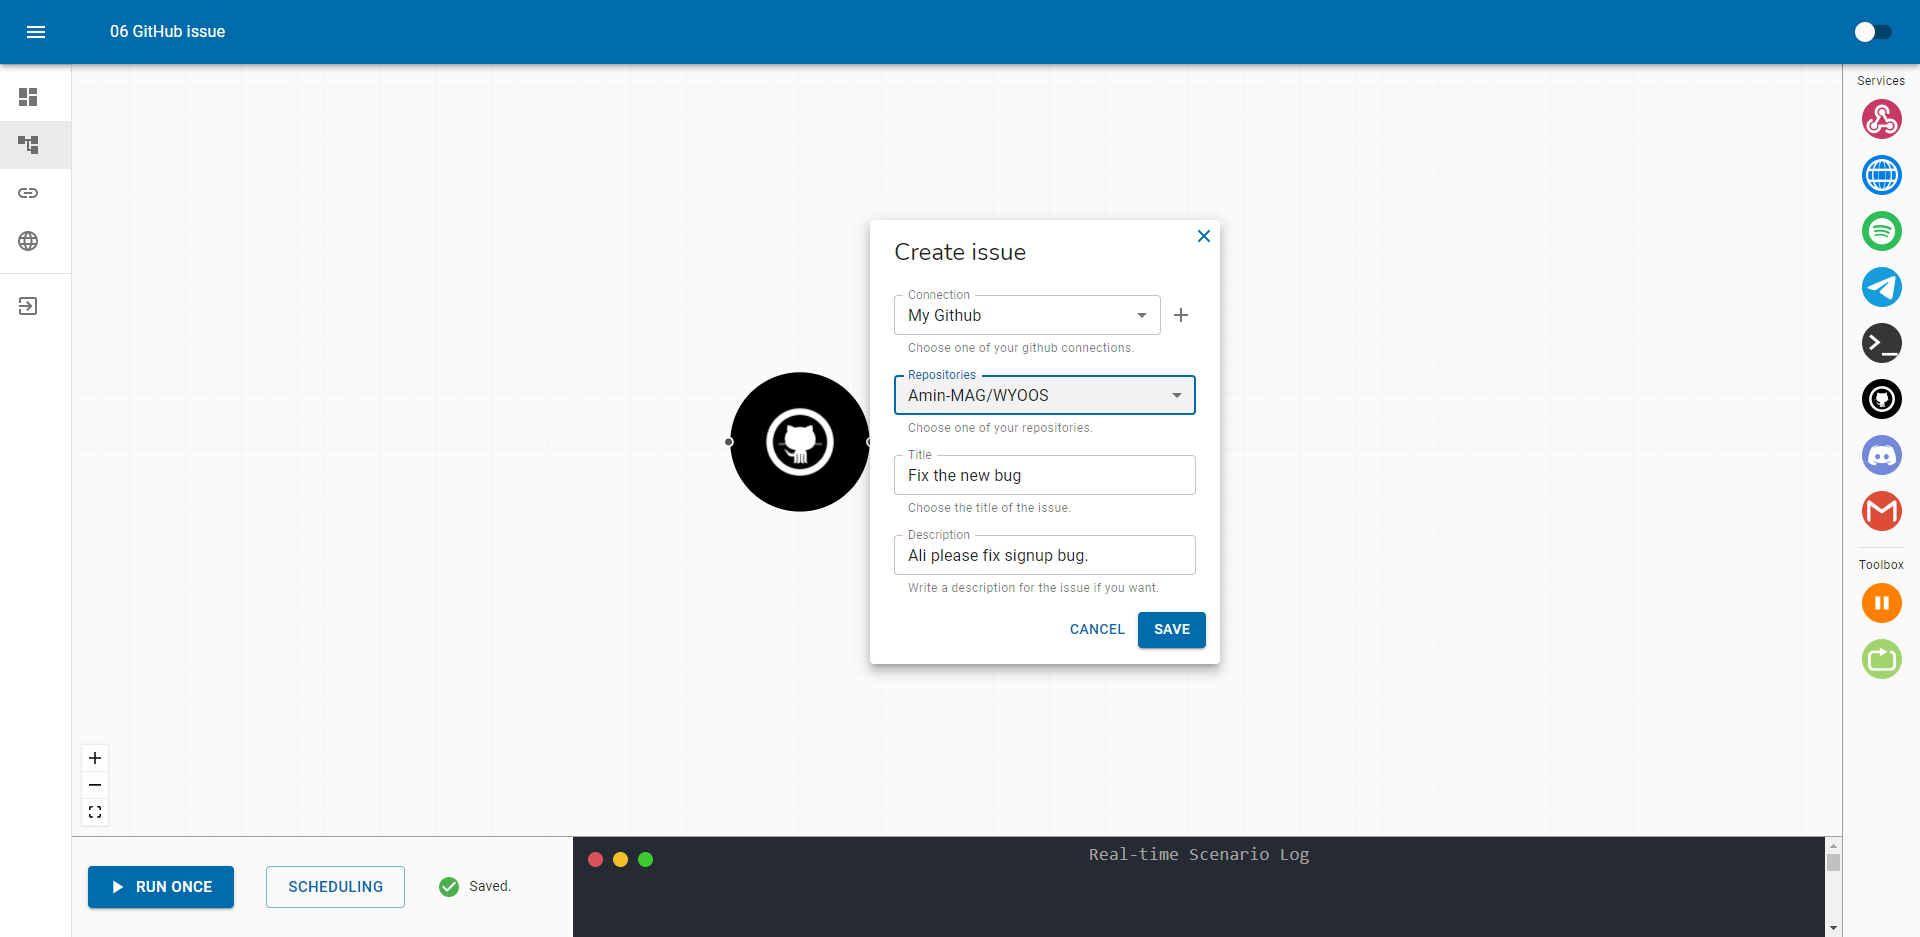 06 GitHub issue
Services
Create issue
Connection
My Github
Choose one of your github connections.
Repositories
Amin-MAG/WYOOS
Choose one of your repositories.
Title
Fix the new bug
Choose the title of the issue.
Description
Ali please fix signup bug.
Write a description for the issue if you want.
CANCEL
SAVE
Toolbox
RUN ONCE
SCHEDULING
Saved.
Real-time Scenario Log